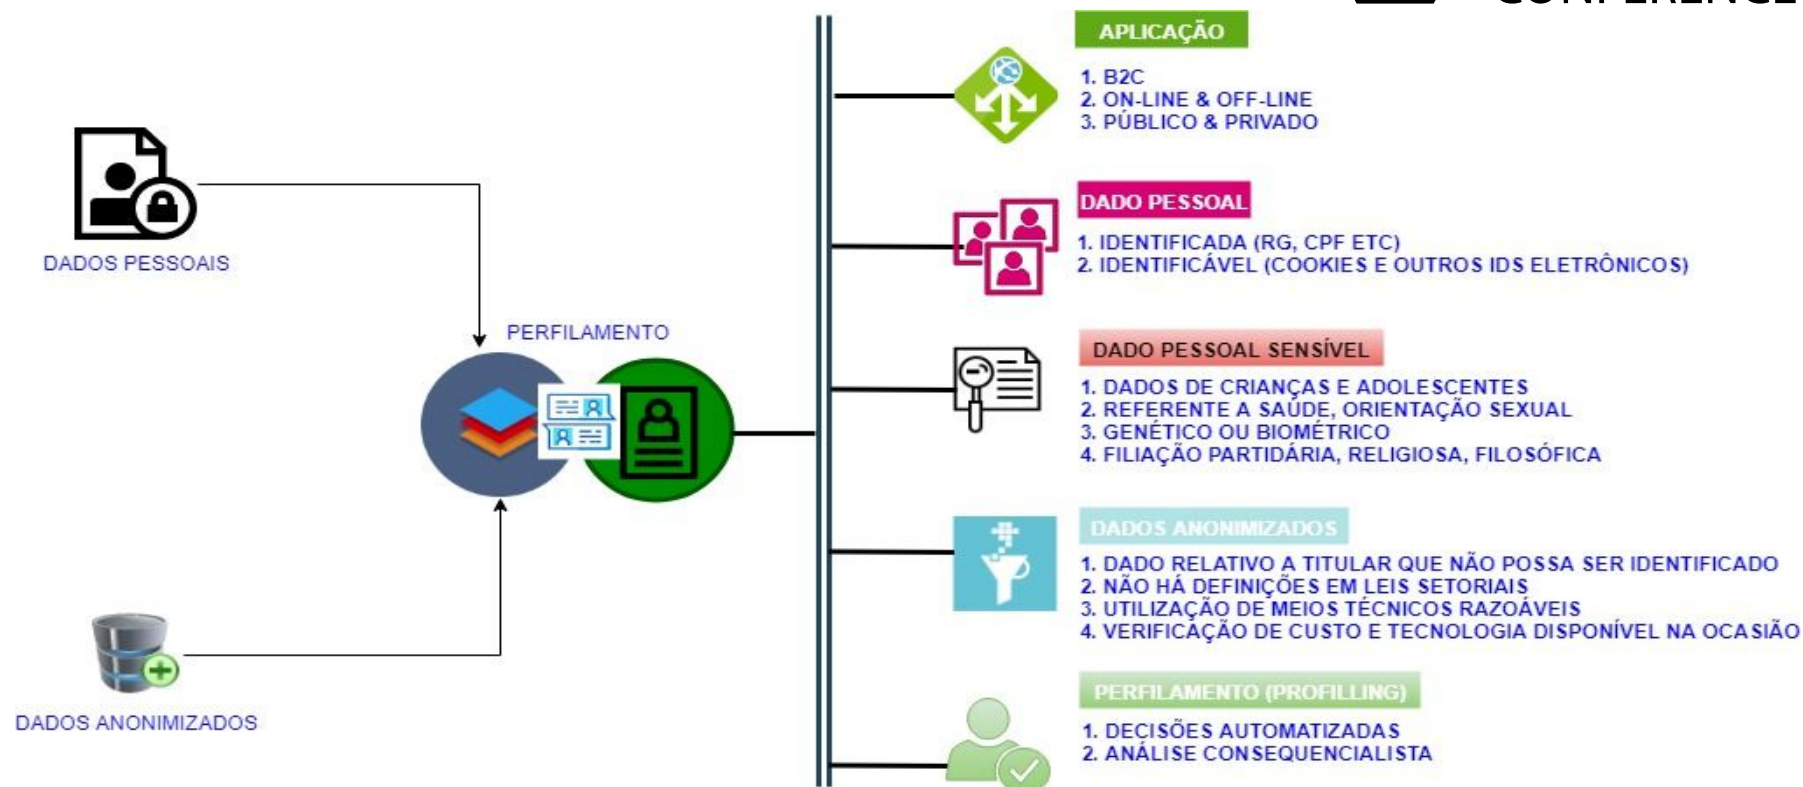 CONFERENCE
APLICAÇÃO
1. B2C
2. ON-LINE & OFF-LINE
3. PÚBLICO & PRIVADO
DADOS PESSOAIS
DADO PESSOAL
1. IDENTIFICADA (RG, CPF ETC)
2. IDENTIFICÁVEL (COOKIES E OUTROS IDS ELETRÔNICOS)
PERFILAMENTO
DADO PESSOAL SENSÍVEL
1. DADOS DE CRIANÇAS E ADOLESCENTES
2. REFERENTE A SAÚDE, ORIENTAÇÃO SEXUAL
3. GENÉTICO OU BIOMÉTRICO
4. FILIAÇÃO PARTIDÁRIA, RELIGIOSA, FILOSÓFICA
DADOS ANONIMIZADOS
1. DADO RELATIVO A TITULAR QUE NÃO POSSA SER IDENTIFICADO
2. NÃO HÁ DEFINIÇÕES EM LEIS SETORIAIS
3. UTILIZAÇÃO DE MEIOS TÉCNICOS RAZOÁVEIS
4. VERIFICAÇÃO DE CUSTO E TECNOLOGIA DISPONÍVEL NA OCASIÃO
DADOS ANONIMIZADOS
PERFILAMENTO (PROFILLING)
1. DECISÕES AUTOMATIZADAS
2. ANÁLISE CONSEQUENCIALISTA